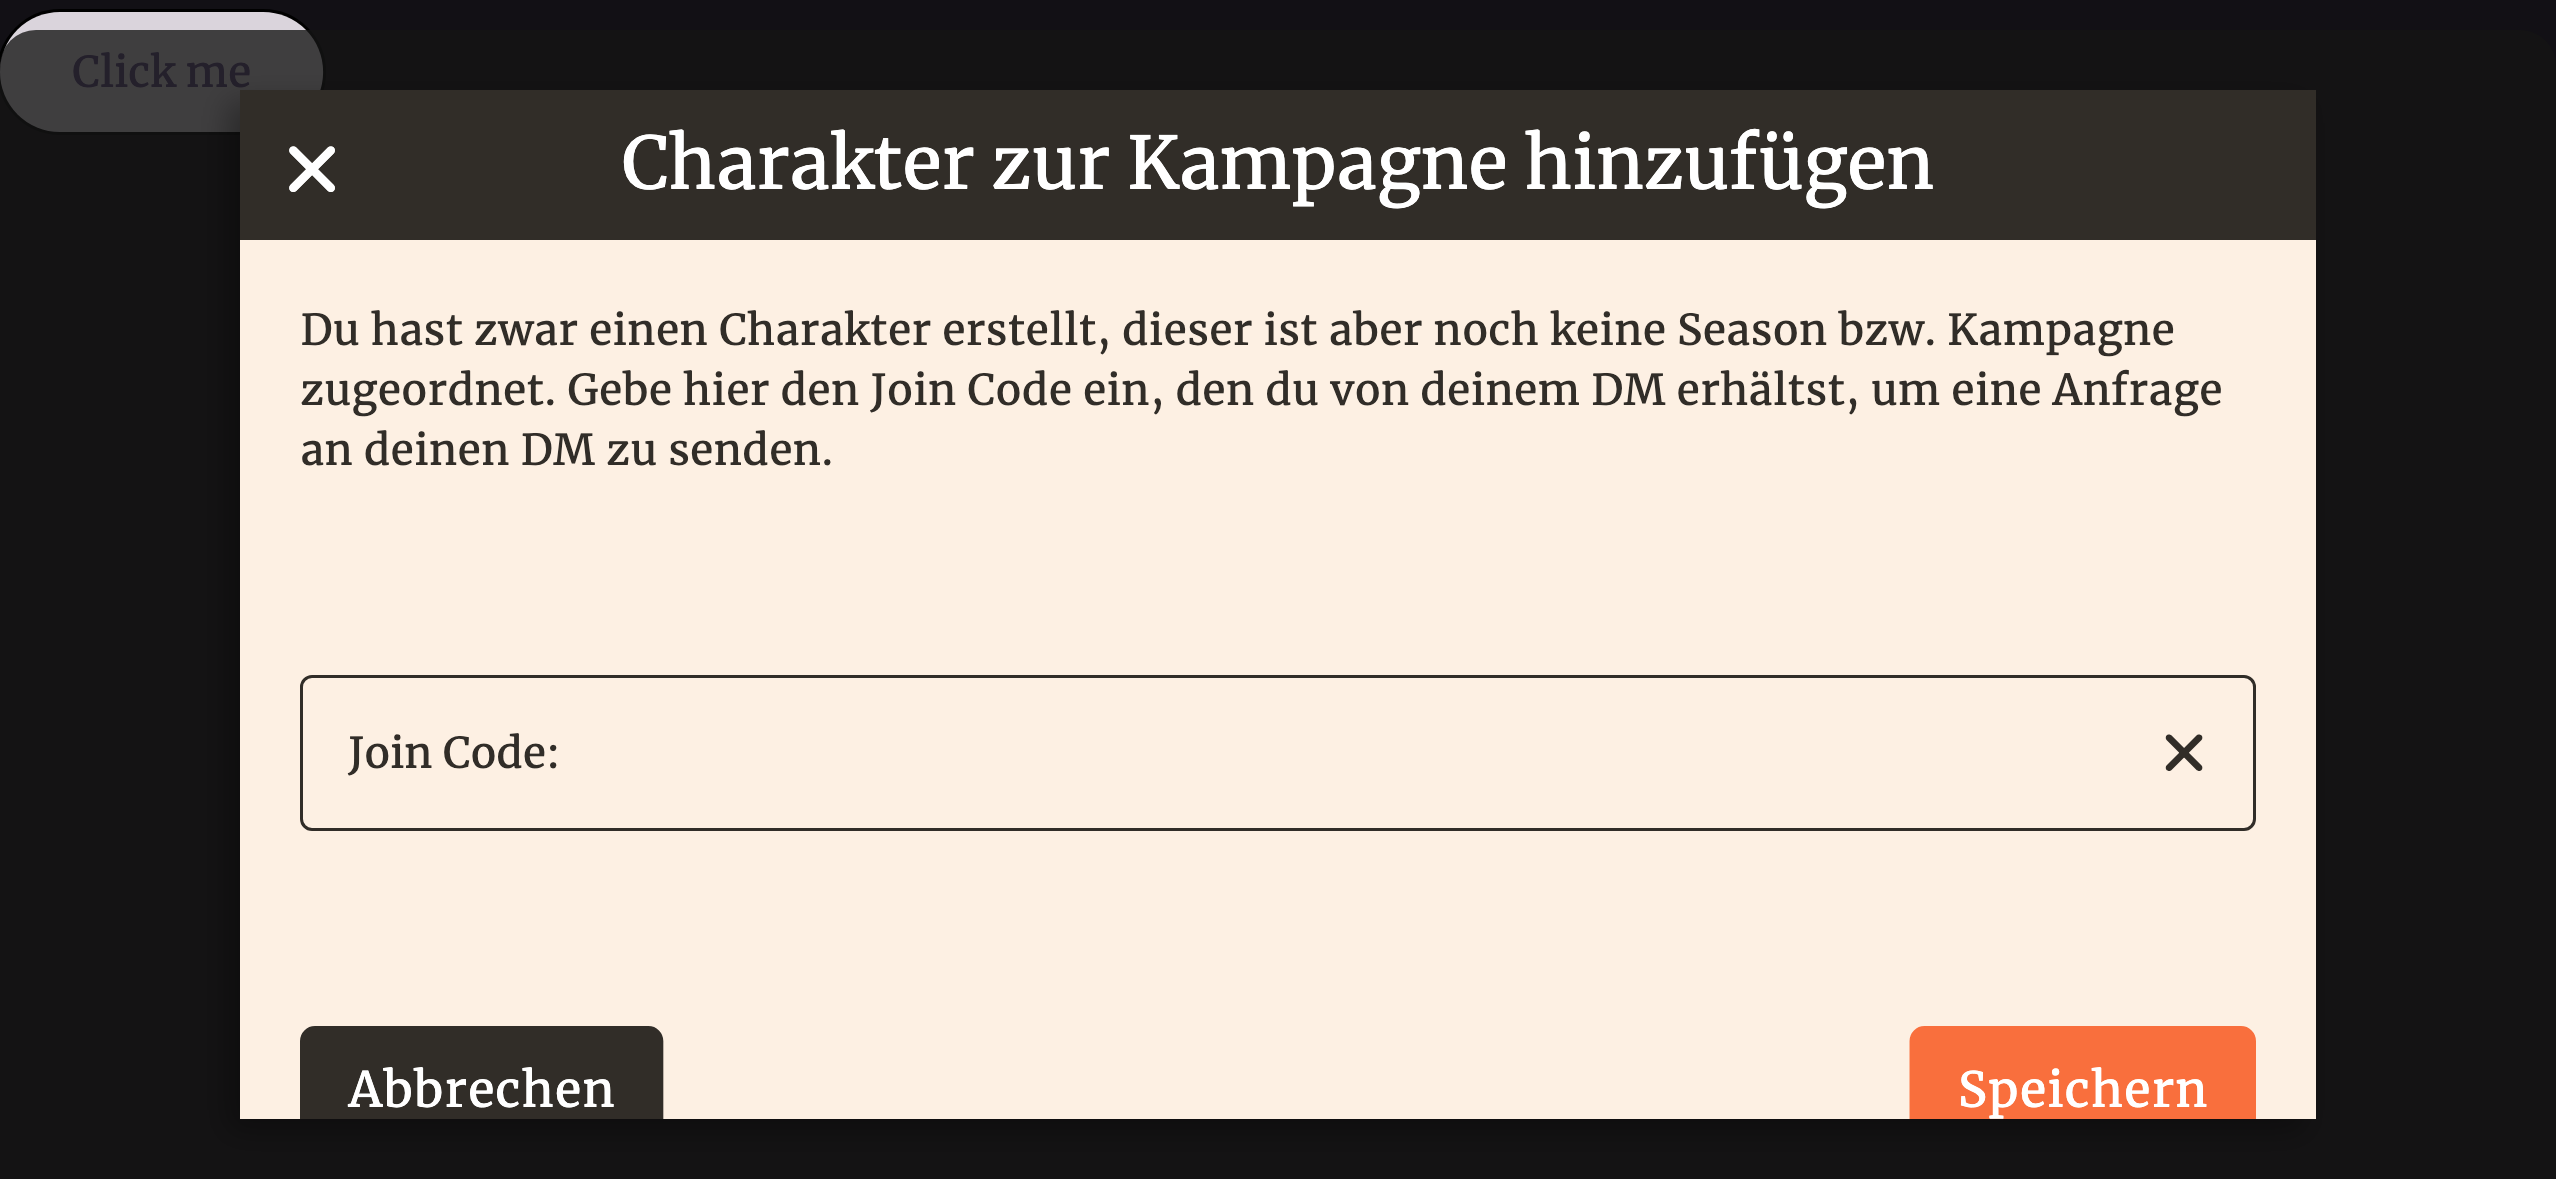 Click me
Charakter zur Kampagne hinzufügen
Du hast zwar einen Charakter erstellt, dieser ist aber noch keine Season bzw. Kampagne
zugeordnet. Gebe hier den Join Code ein, den du von deinem DM erhältst, um eine Anfrage
an deinen DM zu senden.
Join Code:
Abbrechen
Speichern